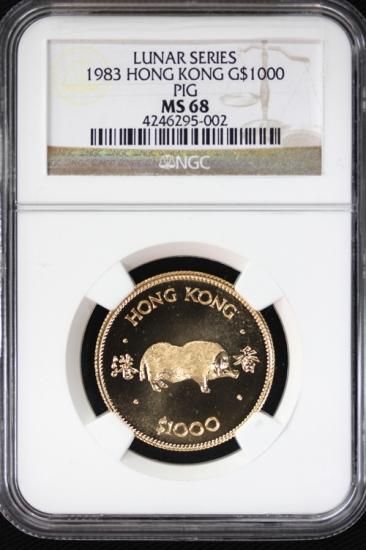 LUNAR SERIES
1983 HONG KONG G$1000
PIG
MS 68
4246295-002
NGC
HONG KONG
港 香
$1000